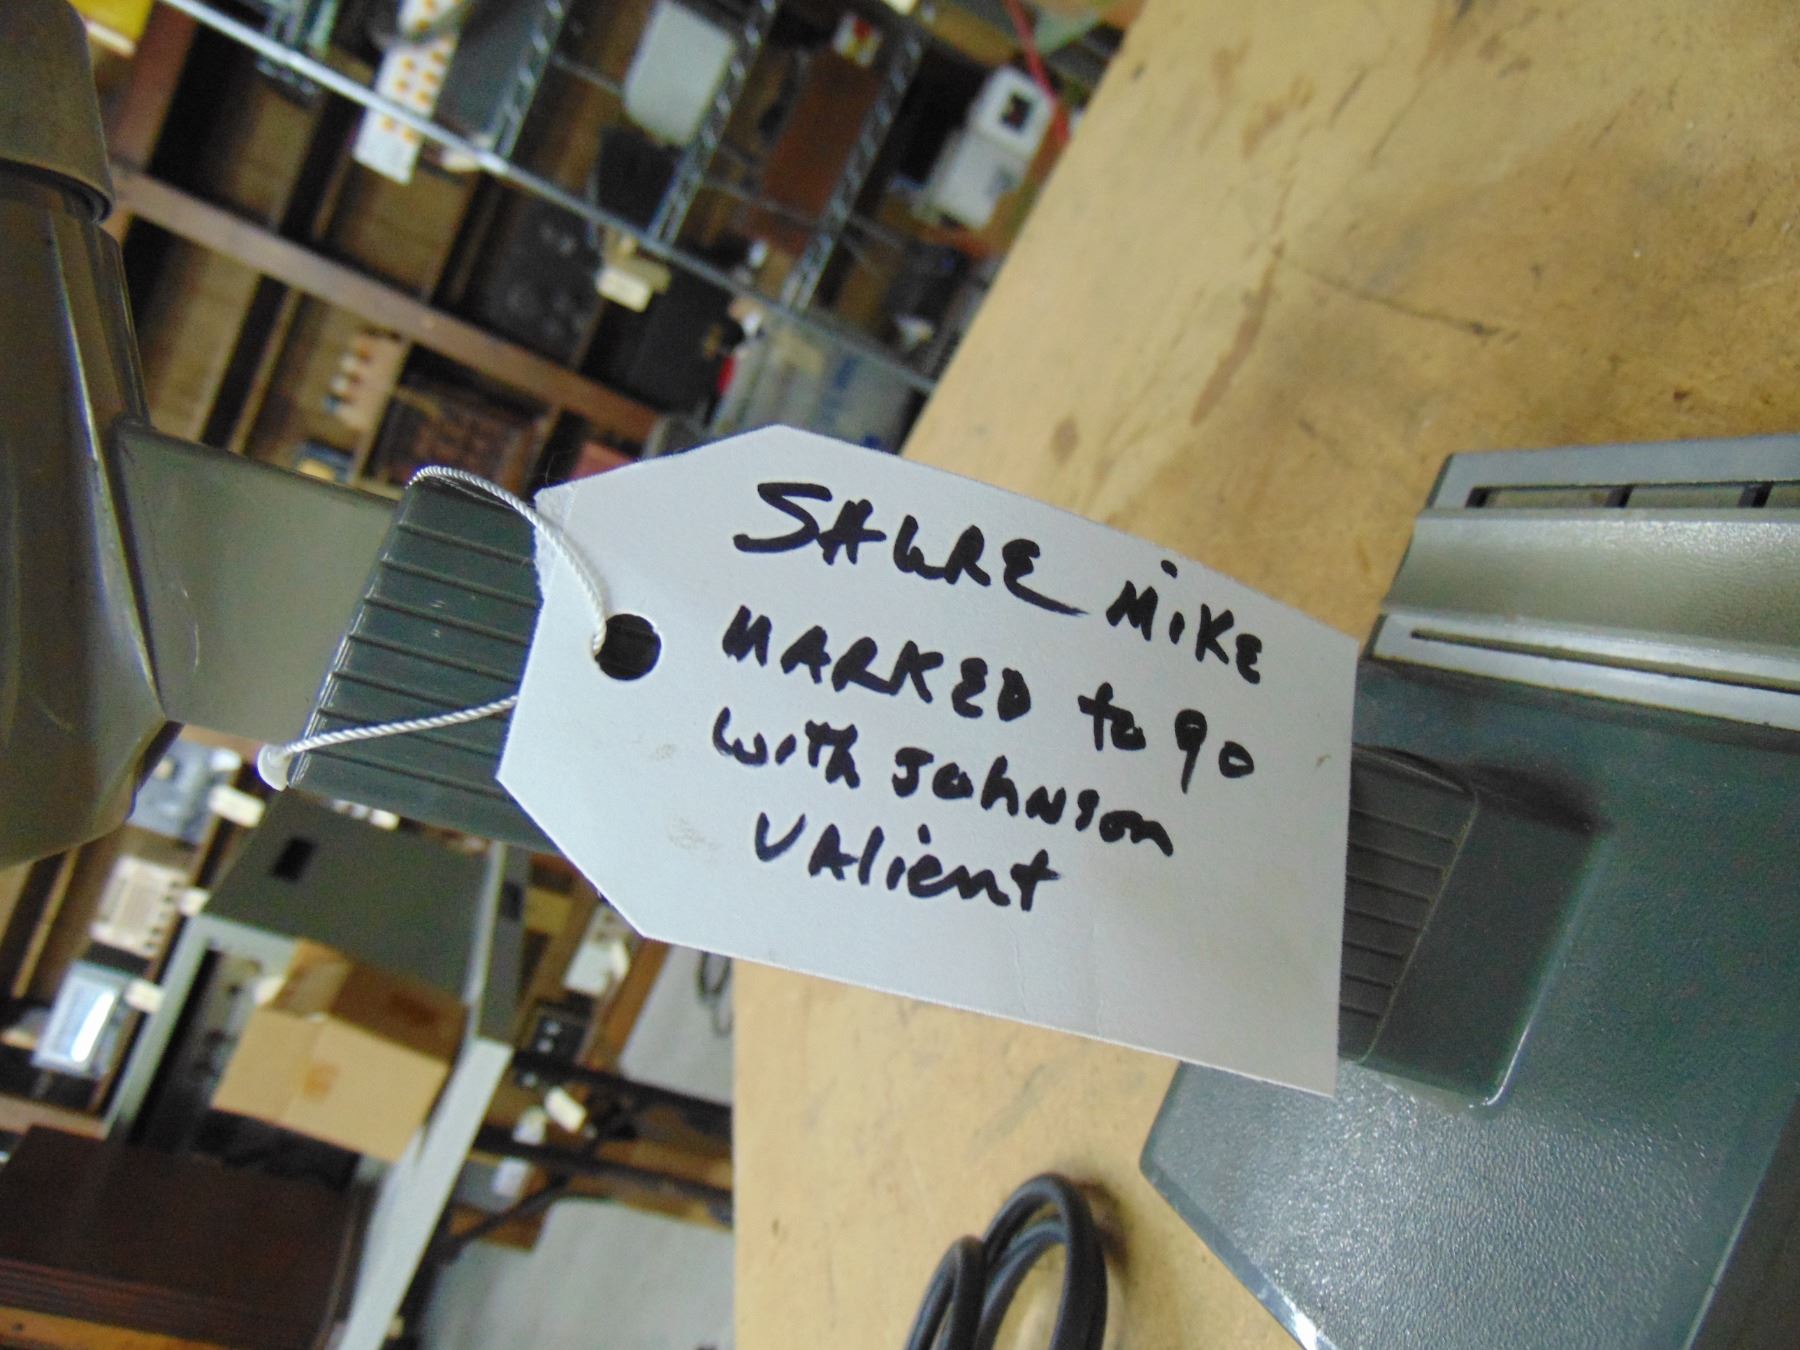 SHURE MiKE
MARKED to go
with JohNson
VAlient